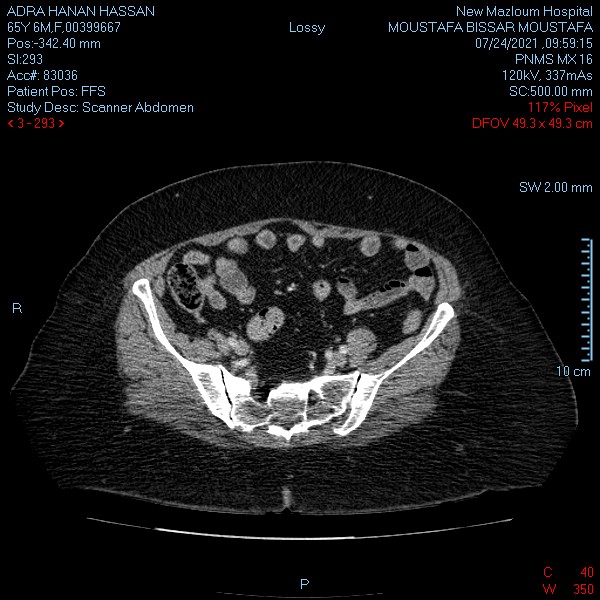 ADRA HANAN HASSAN
65Y 6M,F,00399667
Pos:-342.40 mm
SI:293
Acc#: 83036
Patient Pos: FFS
Study Desc: Scanner Abdomen
< 3 - 293 >
Lossy
New Mazloum Hospital
MOUSTAFA BISSAR MOUSTAFA
07/24/2021 ,09:59:15
PNMS MX 16
120kV, 337mAs
SC:500.00 mm
117% Pixel
DFOV 49.3 x 49.3 cm
SW 2.00 mm
R
10 cm
P
C 40
W 350